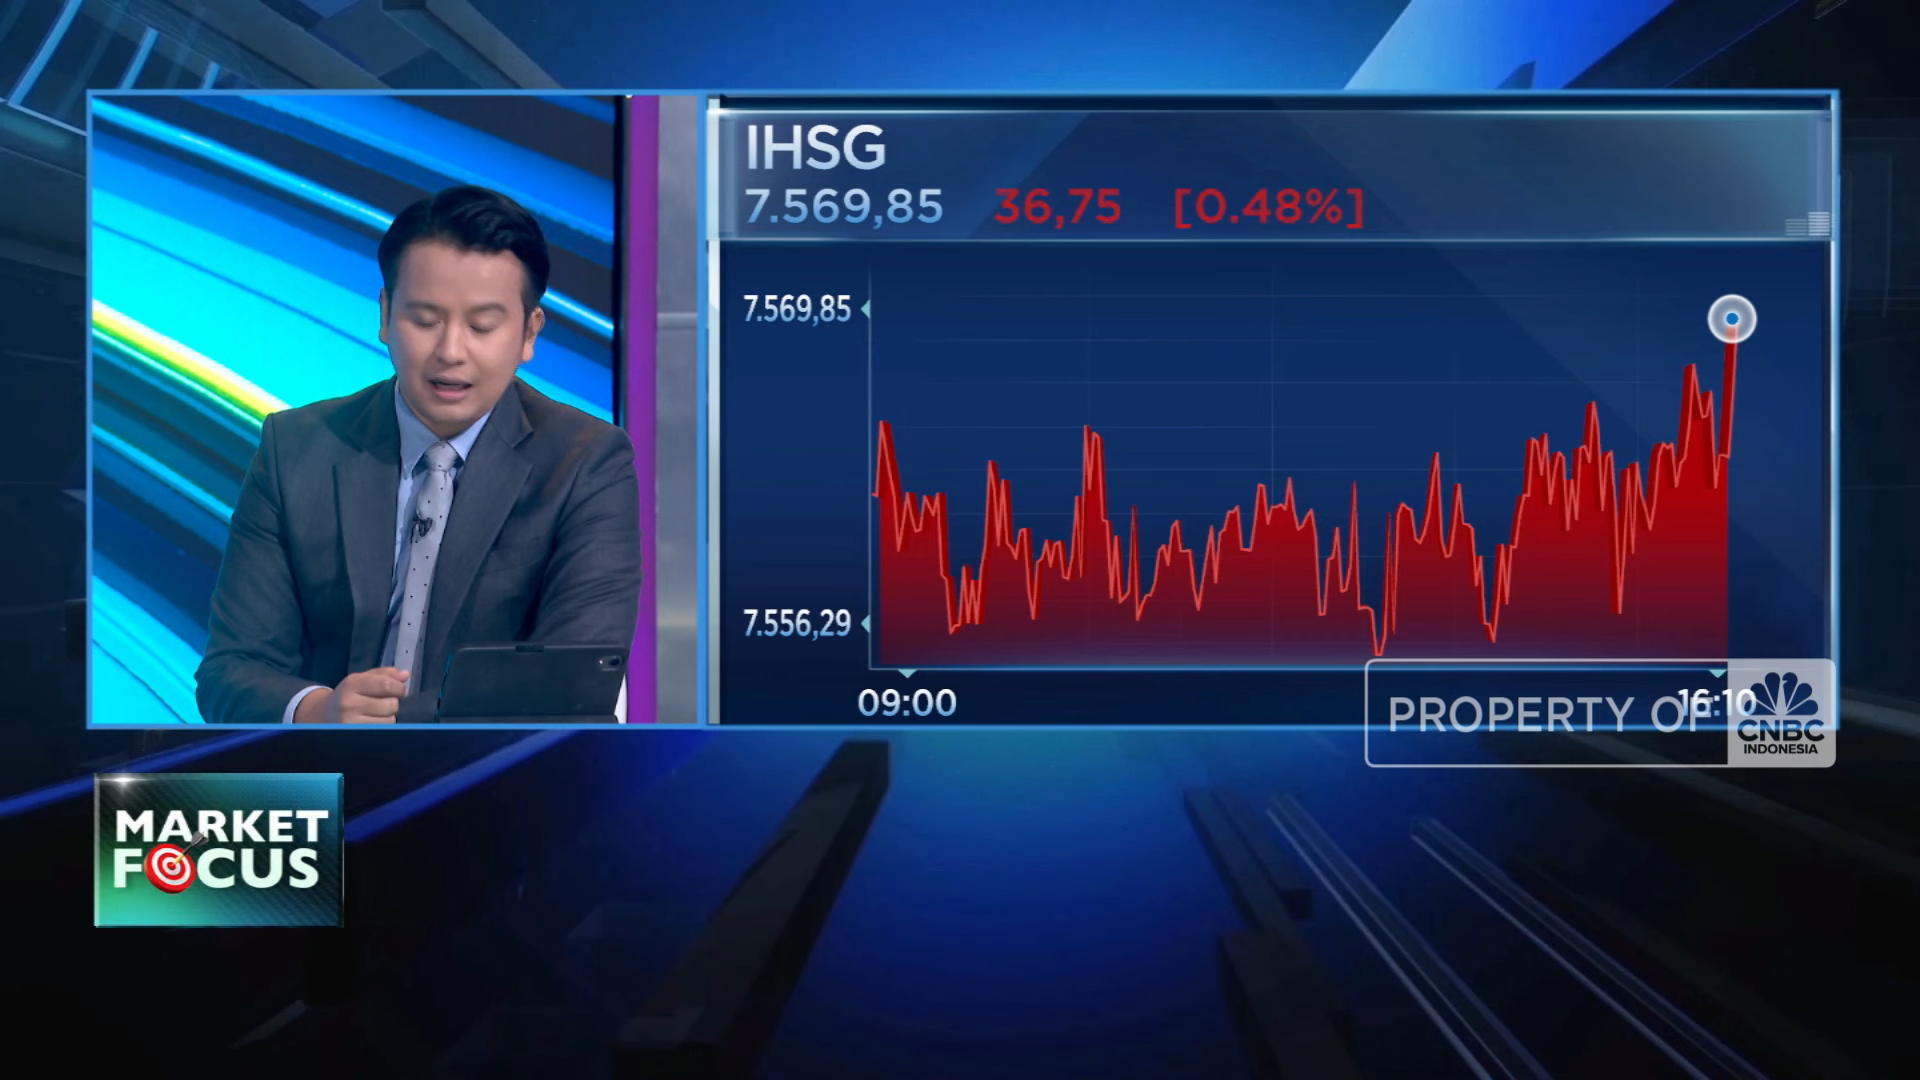 IHSG
7.569,85 36,75 [0.48%]
7.569,85
7.556,29
09:00 16:10
PROPERTY OF CNBC INDONESIA
MARKET
FOCUS